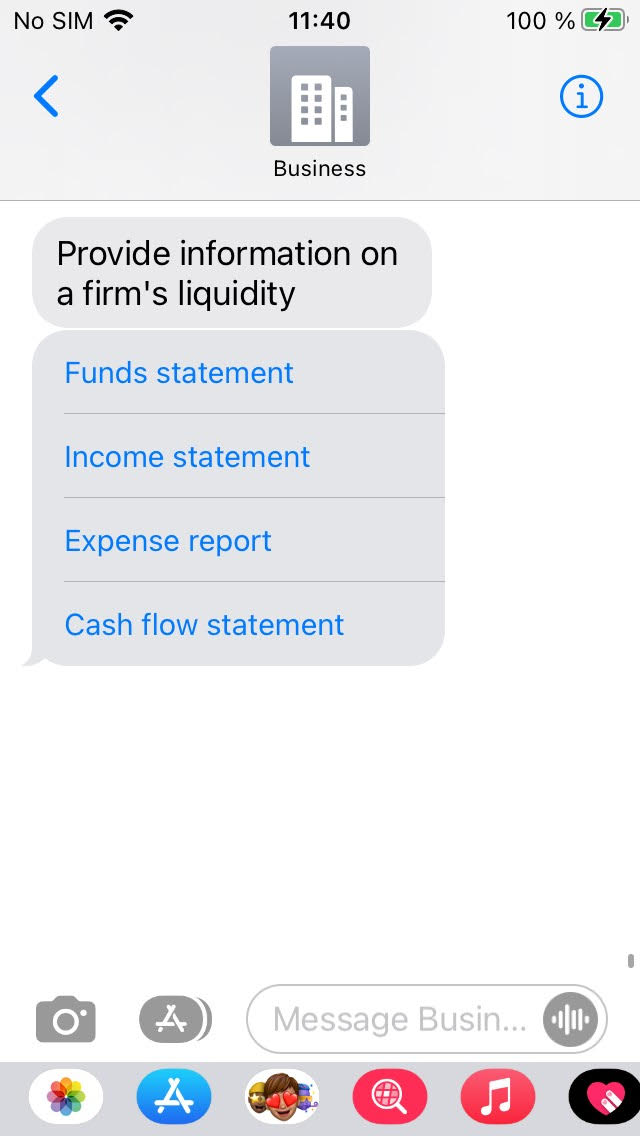 No SIM 11:40 100 %
Business
Provide information on
a firm's liquidity
Funds statement
Income statement
Expense report
Cash flow statement
Message Busin...